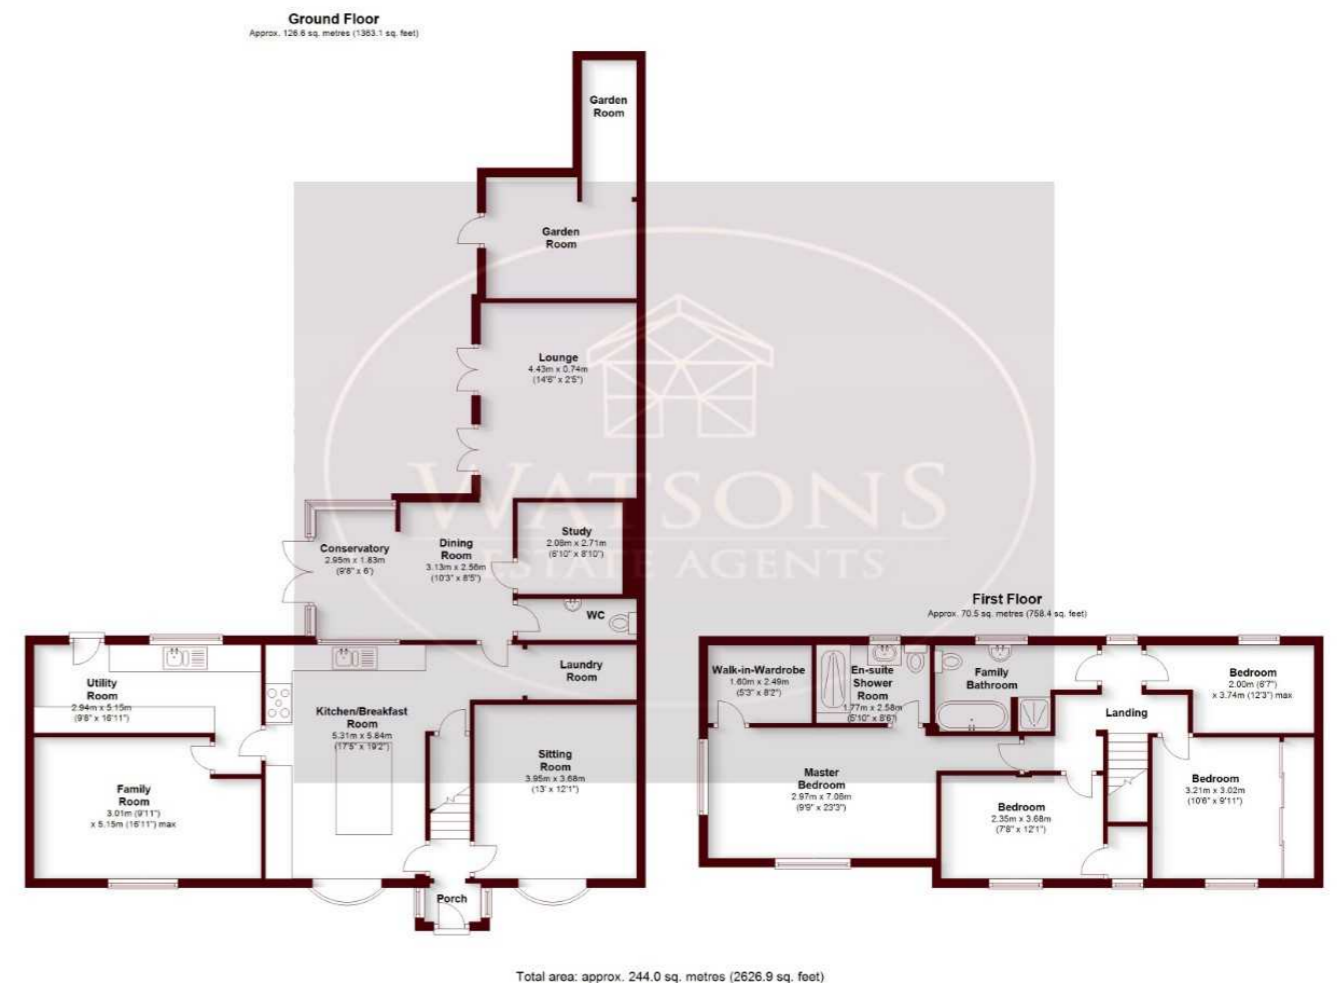 Ground Floor
Approx. 126.6 sq. metres (1363.1 sq. feet)
Garden
Room
Garden
Room
Lounge
4.43m x 0.74m
(14'6" x 2'5")
WATSONS
ESTATE AGENTS
Study
2.08m x 2.71m
(6'10" x 8'10")
Conservatory
2.95m x 1.83m
(9'8" x 6')
Dining
Room
3.13m x 2.56m
(10'3" x 8'5")
WC
Laundry
Room
Utility
Room
2.94m x 5.15m
(9'8" x 16'11")
Kitchen/Breakfast
Room
5.31m x 5.84m
(17'5" x 19'2")
Family
Room
3.01m (9'11")
x 5.15m (16'11") max
Sitting
Room
3.95m x 3.68m
(13' x 12'1")
Porch
First Floor
Approx. 70.5 sq. metres (758.4 sq. feet)
Walk-in-Wardrobe
1.60m x 2.49m
(5'3" x 8'2")
En-suite
Shower
Room
1.77m x 2.58m
(5'10" x 8'6")
Family
Bathroom
Bedroom
2.00m (6'7")
x 3.74m (12'3") max
Landing
Master
Bedroom
2.97m x 7.08m
(9'9" x 23'3")
Bedroom
2.35m x 3.68m
(7'8" x 12'1")
Bedroom
3.21m x 3.02m
(10'6" x 9'11")
Total area: approx. 244.0 sq. metres (2626.9 sq. feet)